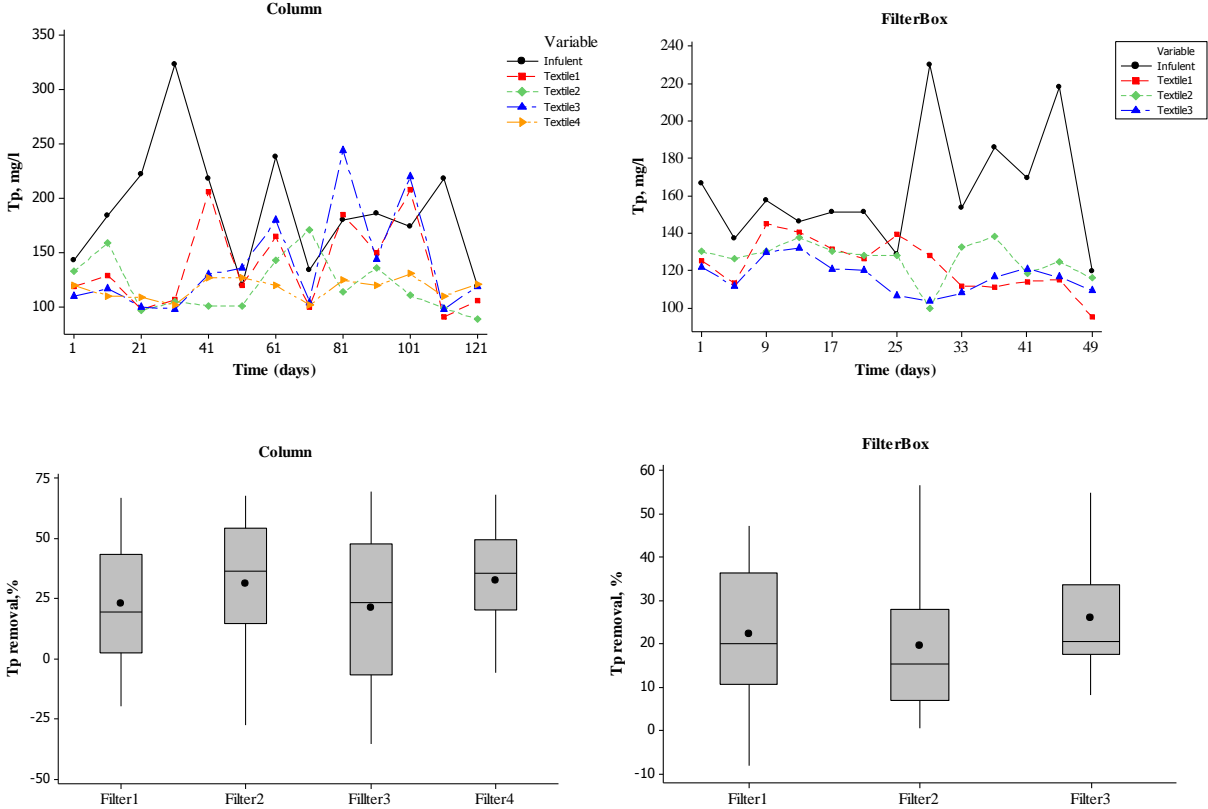 Column
350
300
250
200
150
100
Tp, mg/l
1 21 41 61 81 101 121
Time (days)
Variable
Infulent
Textile1
Textile2
Textile3
Textile4
FilterBox
240
220
200
180
160
140
120
100
Tp, mg/l
1 9 17 25 33 41 49
Time (days)
Variable
Infulent
Textile1
Textile2
Textile3
Column
75
50
25
0
-25
-50
Tp removal,%
Fillter1 Filler2 Fillter3 Filter4
FilterBox
60
50
40
30
20
10
0
-10
Tp removal, %
Filter1 Filter2 Filter3